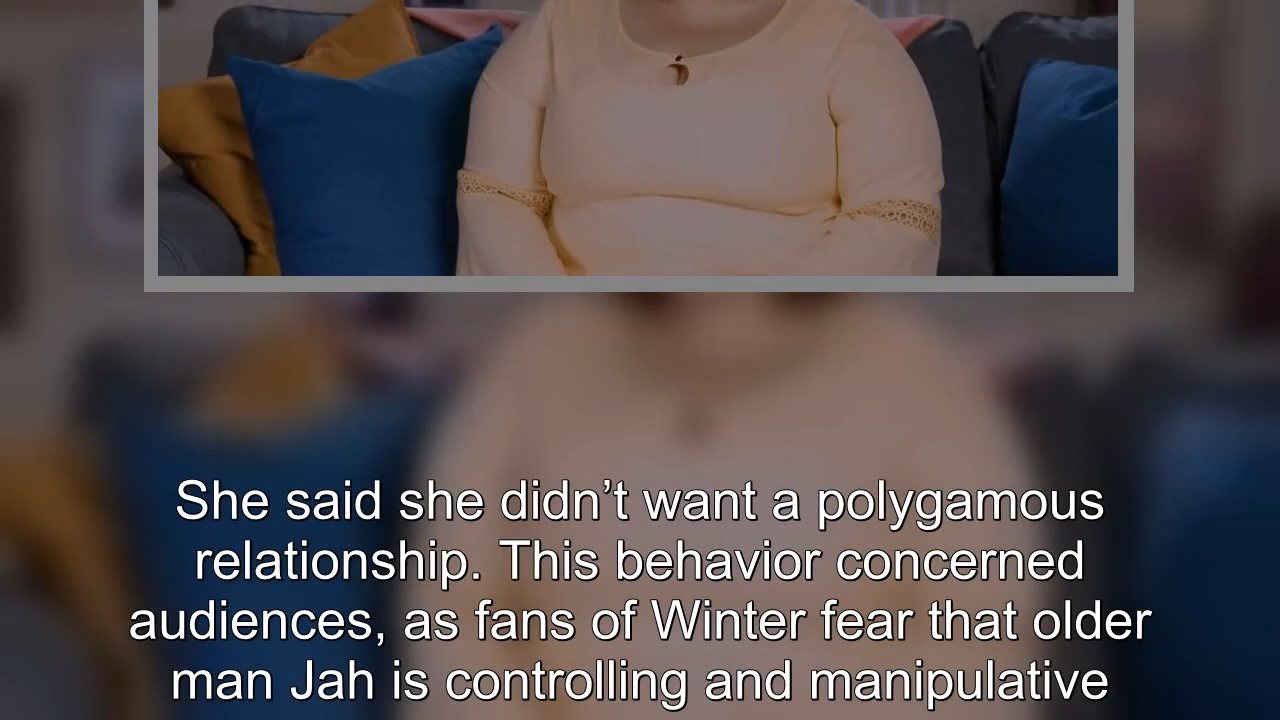 She said she didn’t want a polygamous
relationship. This behavior concerned
audiences, as fans of Winter fear that older
man Jah is controlling and manipulative